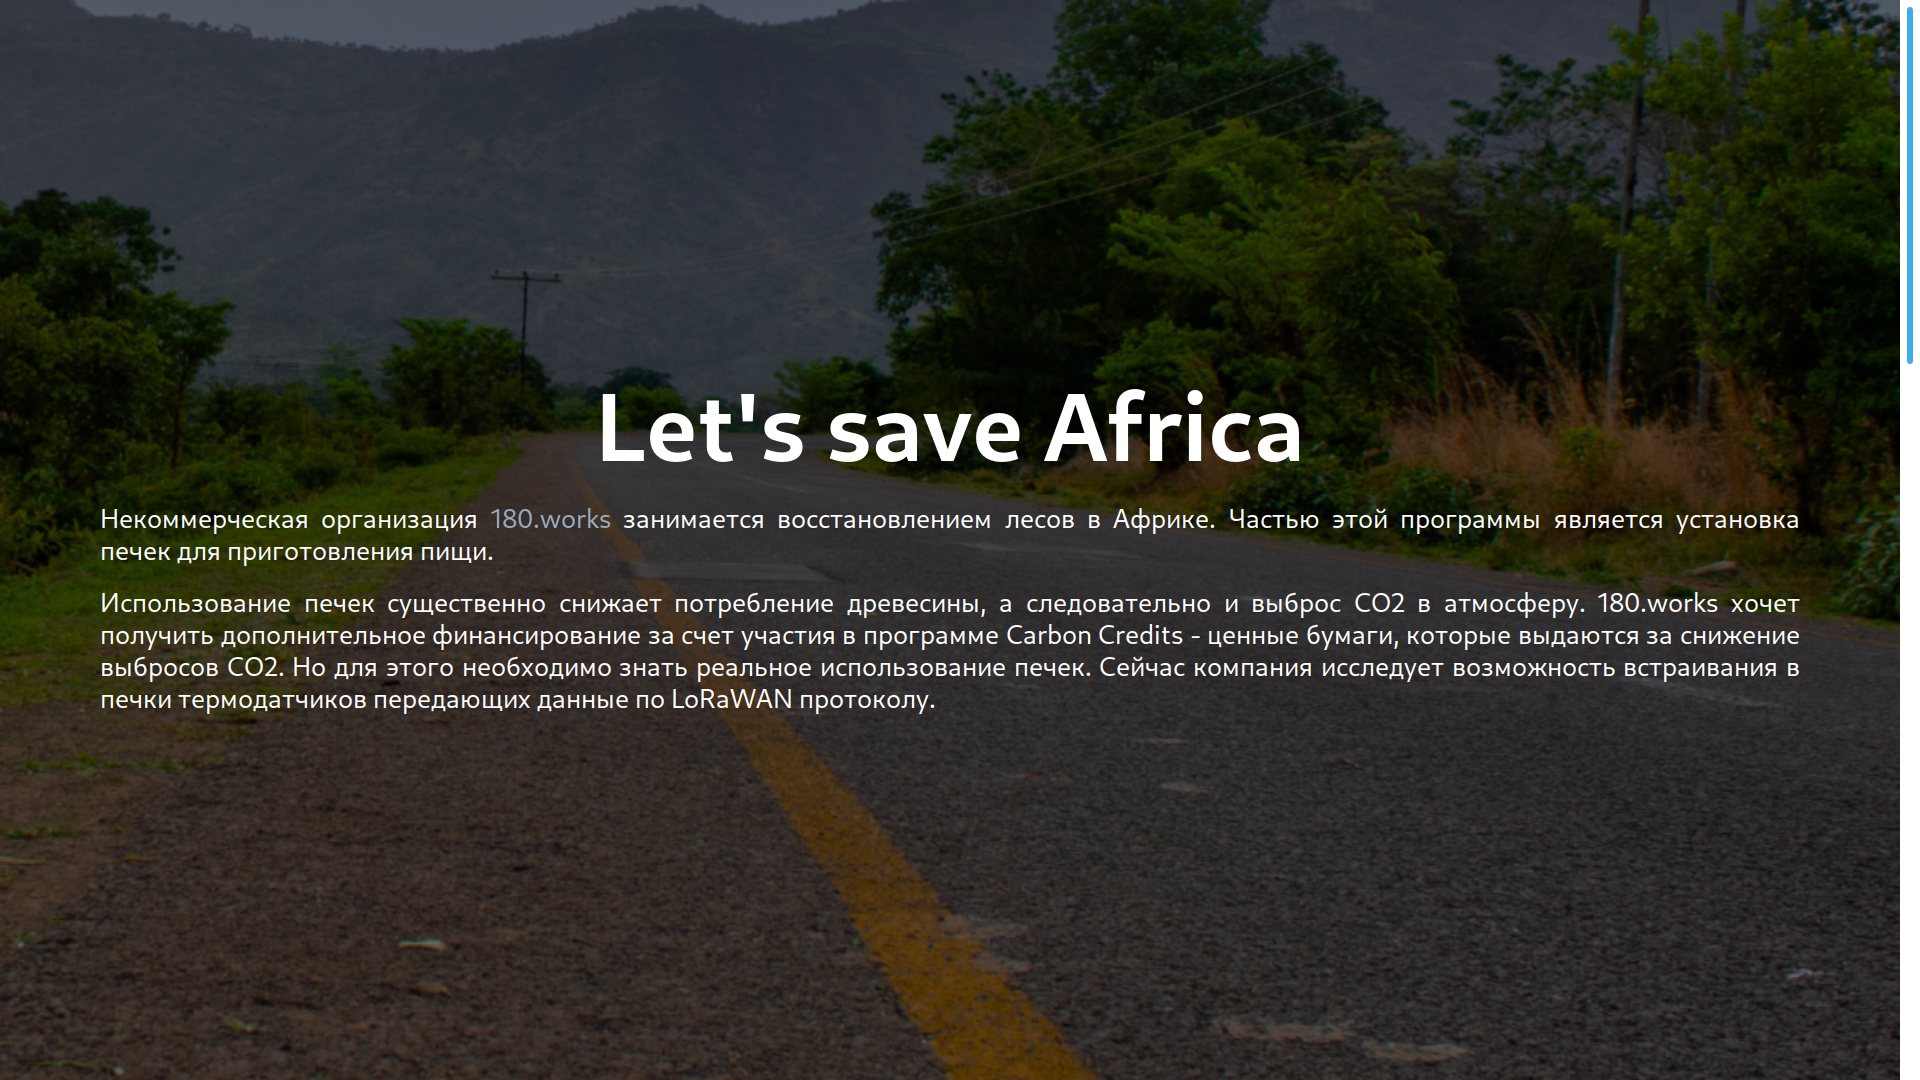 Let's save Africa
Некоммерческая организация 180.works занимается восстановлением лесов в Африке. Частью этой программы является установка
печек для приготовления пищи.
Использование печек существенно снижает потребление древесины, а следовательно и выброс CO2 в атмосферу. 180.works хочет
получить дополнительное финансирование за счет участия в программе Carbon Credits - ценные бумаги, которые выдаются за снижение
выбросов CO2. Но для этого необходимо знать реальное использование печек. Сейчас компания исследует возможность встраивания в
печки термодатчиков передающих данные по LoRaWAN протоколу.